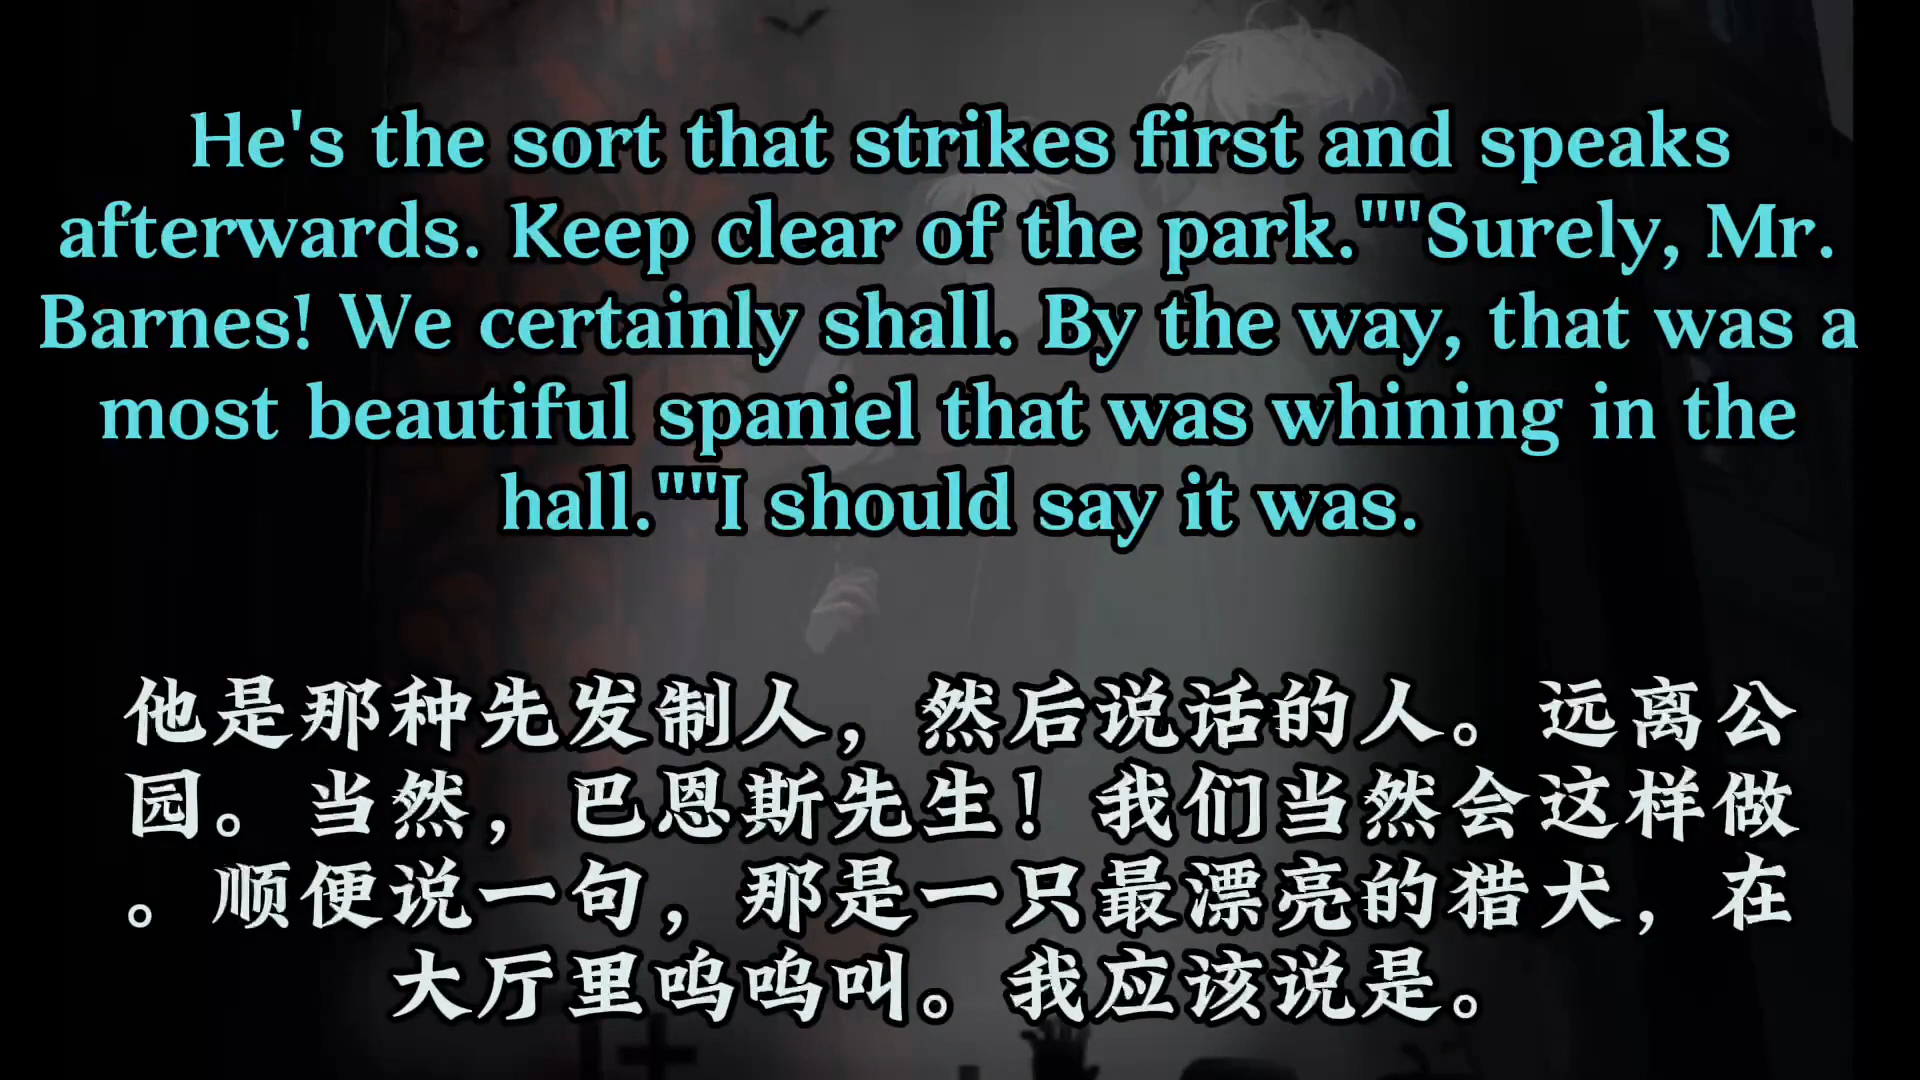 He's the sort that strikes first and speaks
afterwards. Keep clear of the park.""Surely, Mr.
Barnes! We certainly shall. By the way, that was a
most beautiful spaniel that was whining in the
hall.""I should say it was.
他是那种先发制人，然后说话的人。远离公
园。当然，巴恩斯先生！我们当然会这样做
。顺便说一句，那是一只最漂亮的猎犬，在
大厅里呜呜叫。我应该说是。